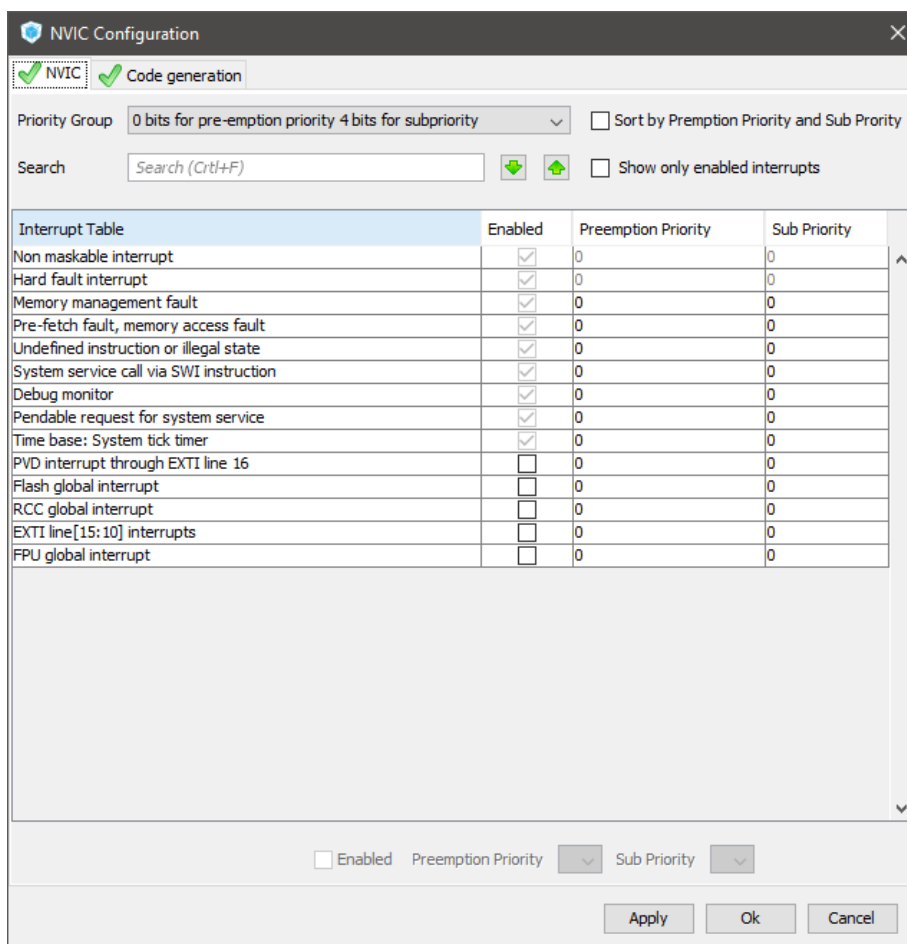 NVIC Configuration
NVIC Code generation
Priority Group 0 bits for pre-emption priority 4 bits for subpriority Sort by Premption Priority and Sub Prority
Search Search (Crtl+F) Show only enabled interrupts
Interrupt Table Enabled Preemption Priority Sub Priority
Non maskable interrupt 0 0
Hard fault interrupt 0 0
Memory management fault 0 0
Pre-fetch fault, memory access fault 0 0
Undefined instruction or illegal state 0 0
System service call via SWI instruction 0 0
Debug monitor 0 0
Pendable request for system service 0 0
Time base: System tick timer 0 0
PVD interrupt through EXTI line 16 0 0
Flash global interrupt 0 0
RCC global interrupt 0 0
EXTI line[15:10] interrupts 0 0
FPU global interrupt 0 0
Enabled Preemption Priority Sub Priority
Apply Ok Cancel